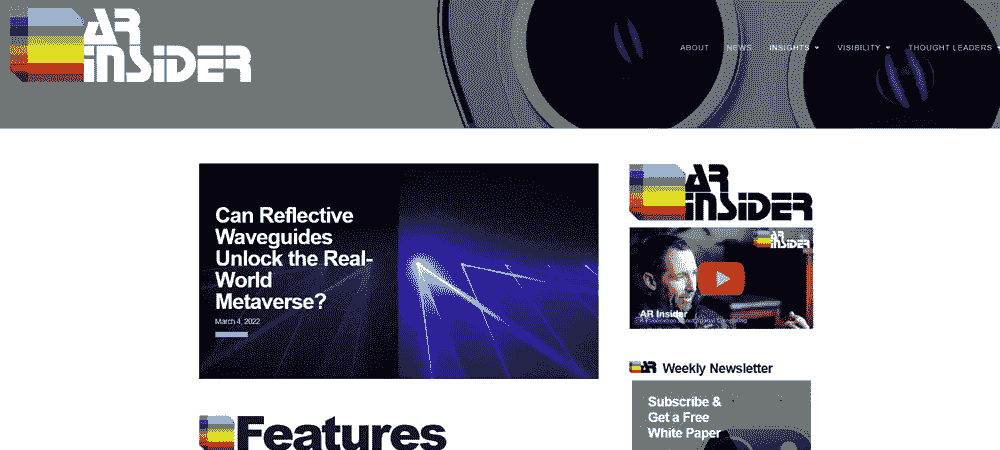 AR
INSIDER
ABOUT NEWS INSIGHTS VISIBILITY THOUGHT LEADERS
Can Reflective
Waveguides
Unlock the Real-
World
Metaverse?
March 4, 2022
AR
INSIDER
AR
INSIDER
AR Insider
AR Weekly Newsletter
Subscribe &
Get a Free
White Paper
Features